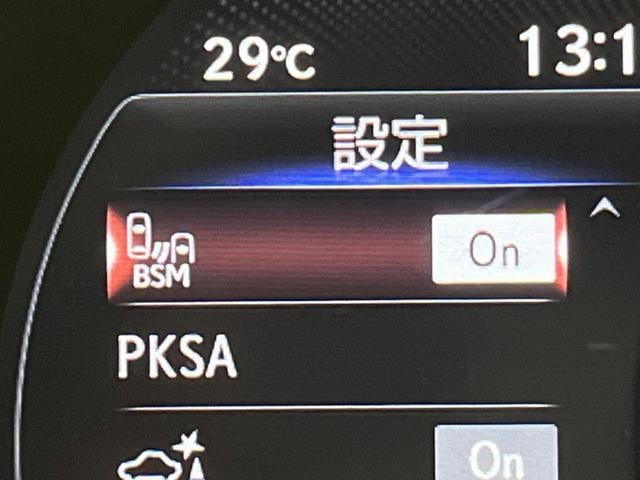 29℃ 13:1
設定
BSM On
PKSA
On